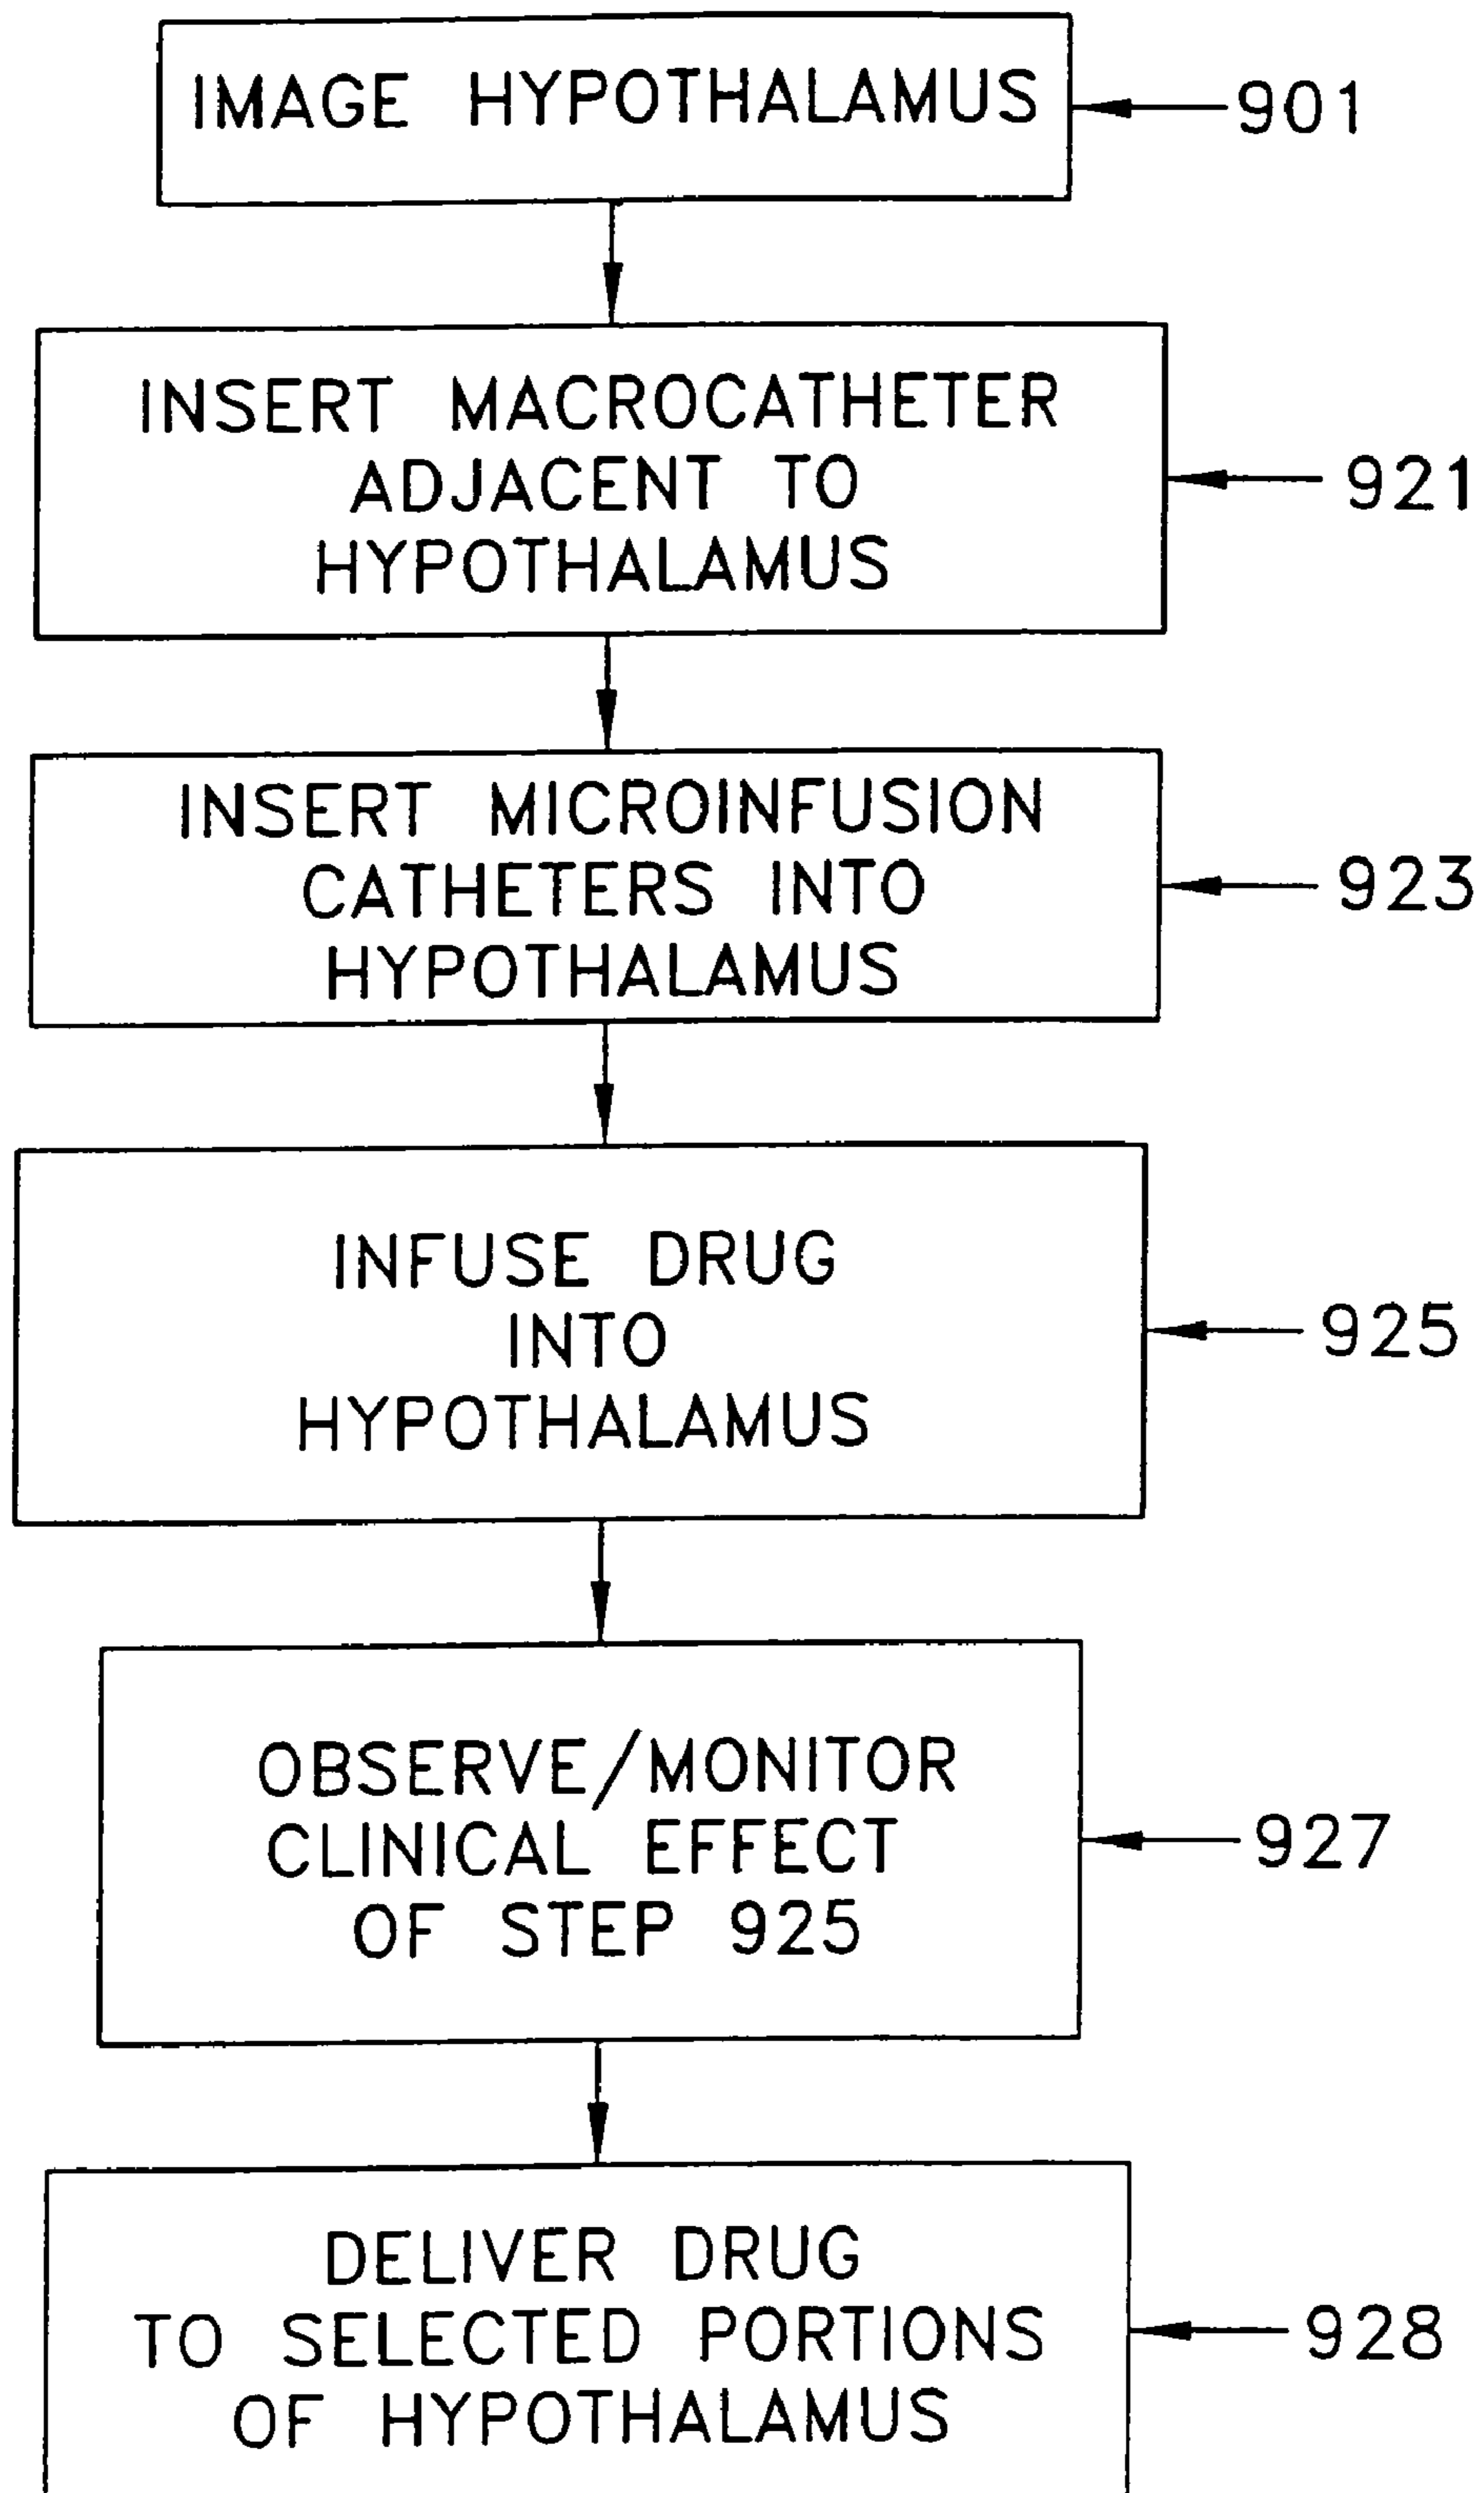 IMAGE HYPOTHALAMUS
901
INSERT MACROCATHETER
ADJACENT TO
HYPOTHALAMUS
921
INSERT MICROINFUSION
CATHETERS INTO
HYPOTHALAMUS
923
INFUSE DRUG
INTO
HYPOTHALAMUS
925
OBSERVE/MONITOR
CLINICAL EFFECT
OF STEP 925
927
DELIVER DRUG
TO SELECTED PORTIONS
OF HYPOTHALAMUS
928